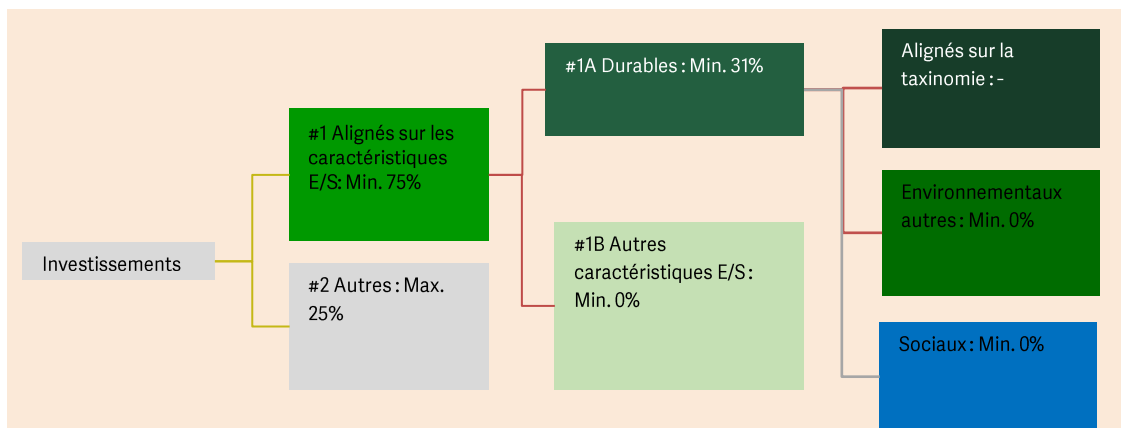 Investissements
#1 Alignés sur les
caractéristiques
E/S: Min. 75%
#2 Autres : Max.
25%
#1A Durables : Min. 31%
#1B Autres
caractéristiques E/S :
Min. 0%
Alignés sur la
taxinomie : -
Environnementaux
autres : Min. 0%
Sociaux : Min. 0%